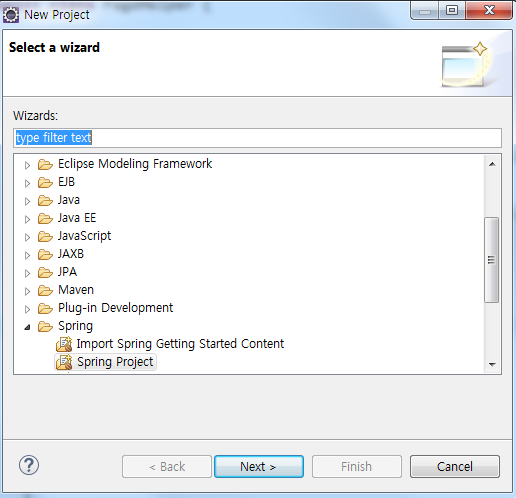 New Project
Select a wizard
Wizards:
type filter text
Eclipse Modeling Framework
EJB
Java
Java EE
JavaScript
JAXB
JPA
Maven
Plug-in Development
Spring
Import Spring Getting Started Content
Spring Project
?
< Back
Next >
Finish
Cancel